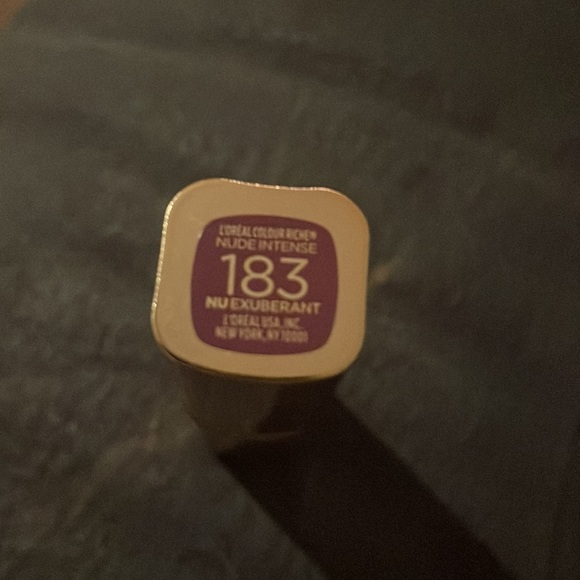 L'ORÉAL COLOUR RICHE®
NUDE INTENSE
183
NU EXUBERANT
L'ORÉAL USA, INC.
NEW YORK, NY 10001